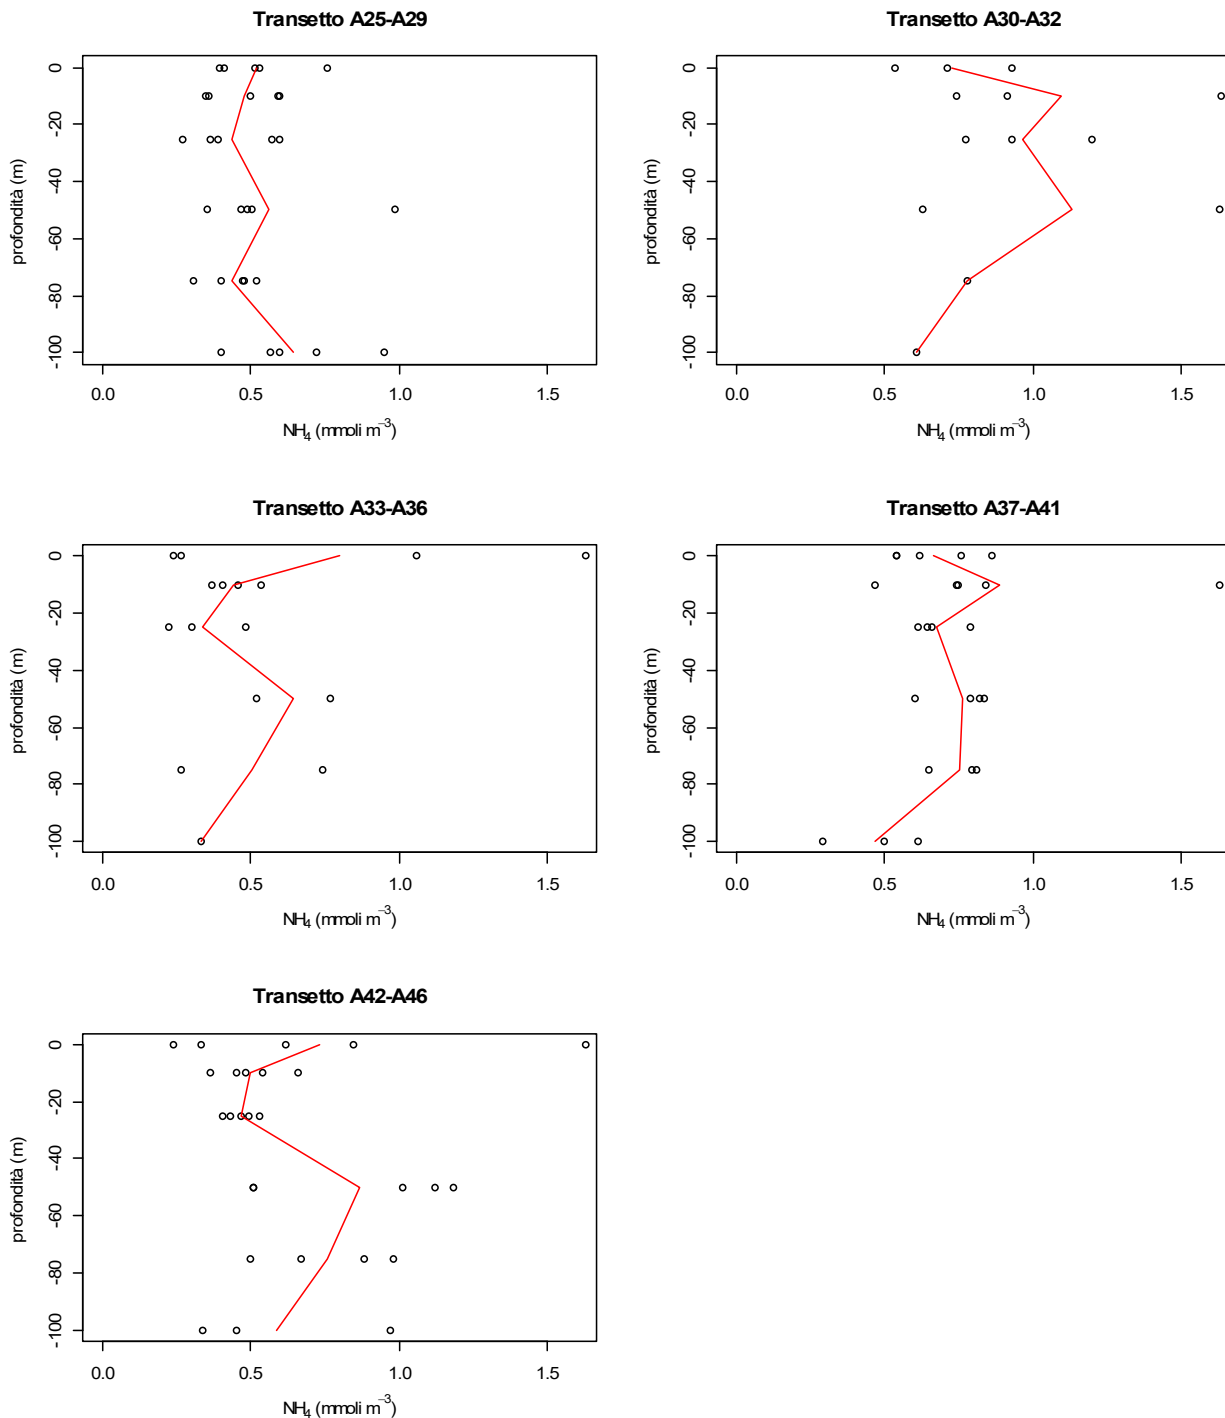 Transetto A25-A29
0
-20
-40
-60
-80
-100
profondità (m)
0.0 0.5 1.0 1.5
NH₄ (mmoli m⁻³)
Transetto A30-A32
0
-20
-40
-60
-80
-100
profondità (m)
0.0 0.5 1.0 1.5
NH₄ (mmoli m⁻³)
Transetto A33-A36
0
-20
-40
-60
-80
-100
profondità (m)
0.0 0.5 1.0 1.5
NH₄ (mmoli m⁻³)
Transetto A37-A41
0
-20
-40
-60
-80
-100
profondità (m)
0.0 0.5 1.0 1.5
NH₄ (mmoli m⁻³)
Transetto A42-A46
0
-20
-40
-60
-80
-100
profondità (m)
0.0 0.5 1.0 1.5
NH₄ (mmoli m⁻³)